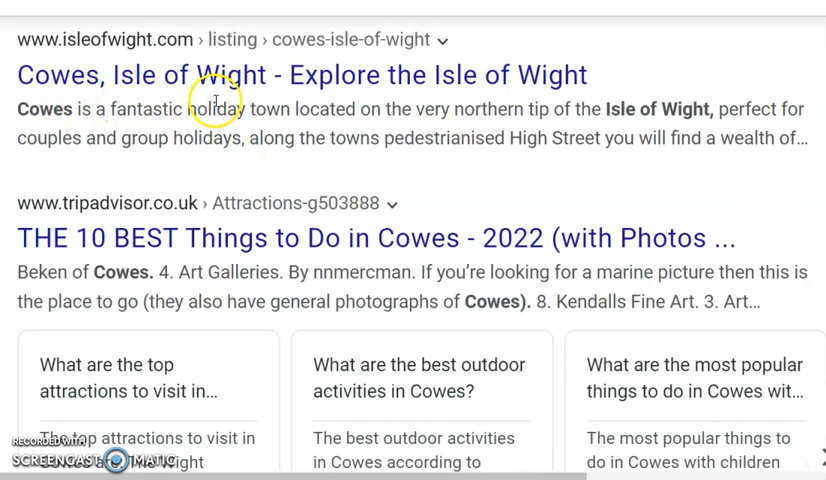 www.isleofwight.com › listing › cowes-isle-of-wight
Cowes, Isle of Wight - Explore the Isle of Wight
Cowes is a fantastic holiday town located on the very northern tip of the Isle of Wight, perfect for
couples and group holidays, along the towns pedestrianised High Street you will find a wealth of...
www.tripadvisor.co.uk › Attractions-g503888
THE 10 BEST Things to Do in Cowes - 2022 (with Photos ...
Beken of Cowes. 4. Art Galleries. By nnmercman. If you're looking for a marine picture then this is
the place to go (they also have general photographs of Cowes). 8. Kendalls Fine Art. 3. Art...
What are the top
attractions to visit in...
The top attractions to visit in
Wight
What are the best outdoor
activities in Cowes?
The best outdoor activities
in Cowes according to
What are the most popular
things to do in Cowes wit...
The most popular things to
do in Cowes with children
RECORDED WITH
SCREENCAST MATIC